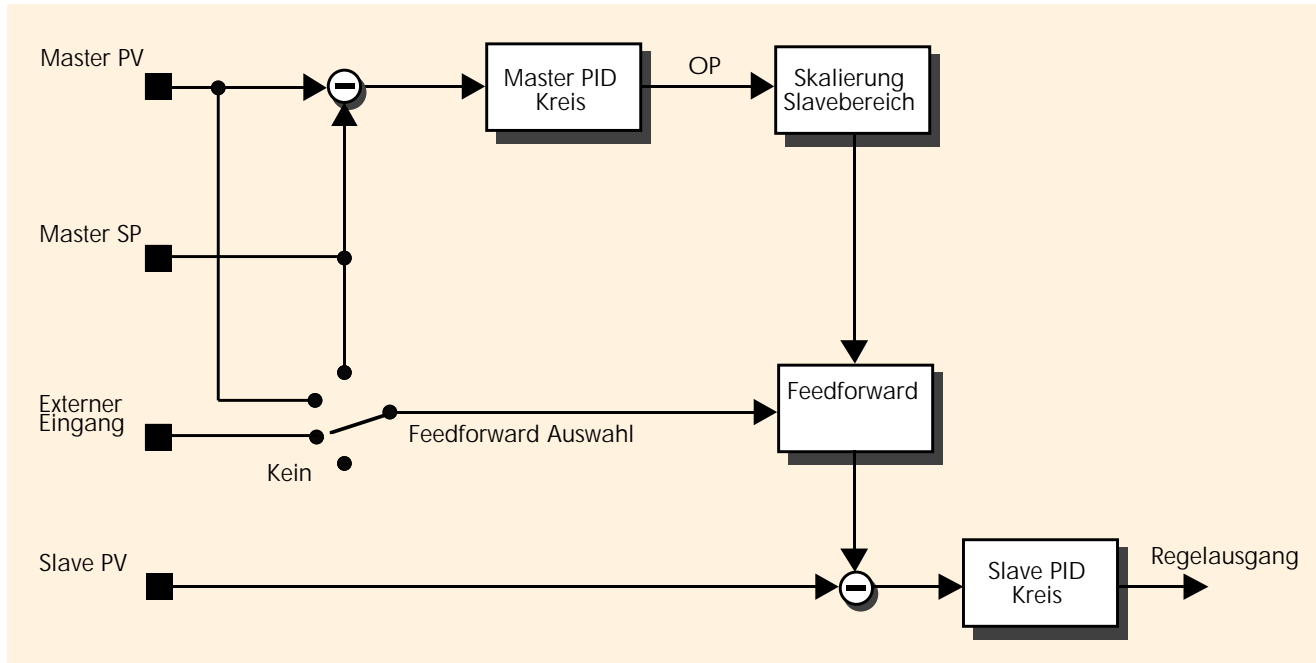 Master PV
Master PID
Kreis
OP
Skalierung
Slavebereich
Master SP
Externer
Eingang
Kein
Feedforward Auswahl
Feedforward
Slave PV
Slave PID
Kreis
Regelausgang